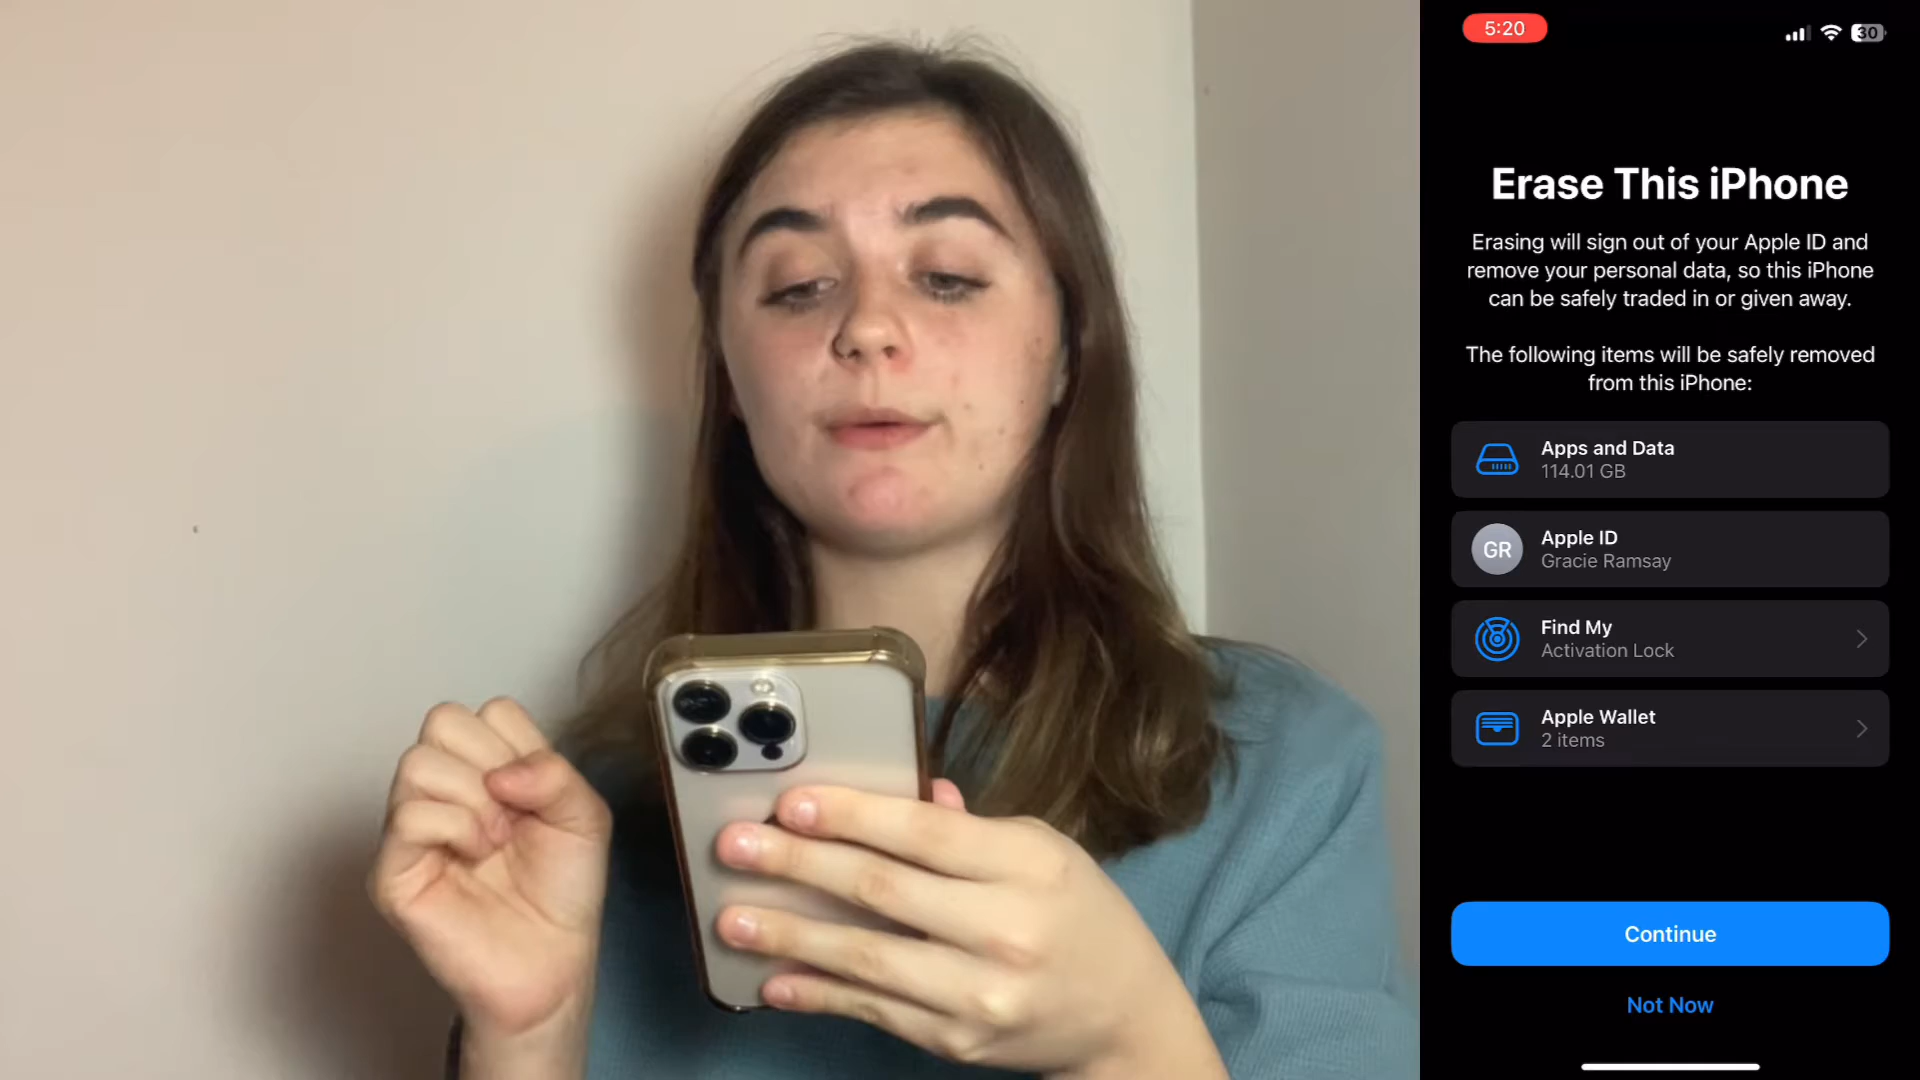 5:20
30
Erase This iPhone
Erasing will sign out of your Apple ID and
remove your personal data, so this iPhone
can be safely traded in or given away.
The following items will be safely removed
from this iPhone:
Apps and Data
114.01 GB
GR
Apple ID
Gracie Ramsay
Find My
Activation Lock
Apple Wallet
2 items
Continue
Not Now